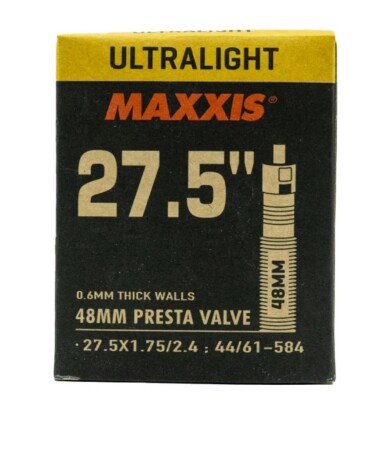 ULTRALIGHT
MAXXIS®
27.5"
48MM
0.6MM THICK WALLS
48MM PRESTA VALVE
· 27.5X1.75/2.4 ; 44/61-584